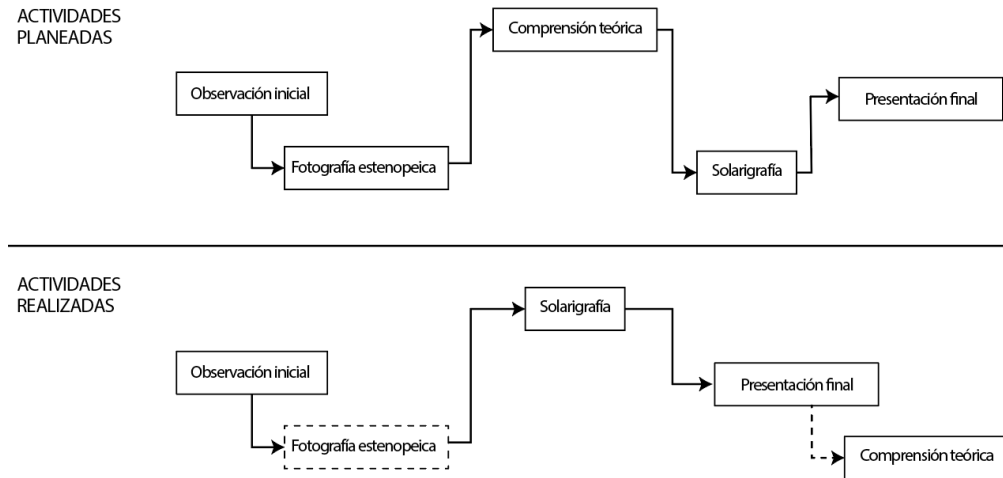 ACTIVIDADES
PLANEADAS
Observación inicial
Fotografía estenopeica
Comprensión teórica
Solarigrafía
Presentación final
ACTIVIDADES
REALIZADAS
Observación inicial
Fotografía estenopeica
Solarigrafía
Presentación final
Comprensión teórica